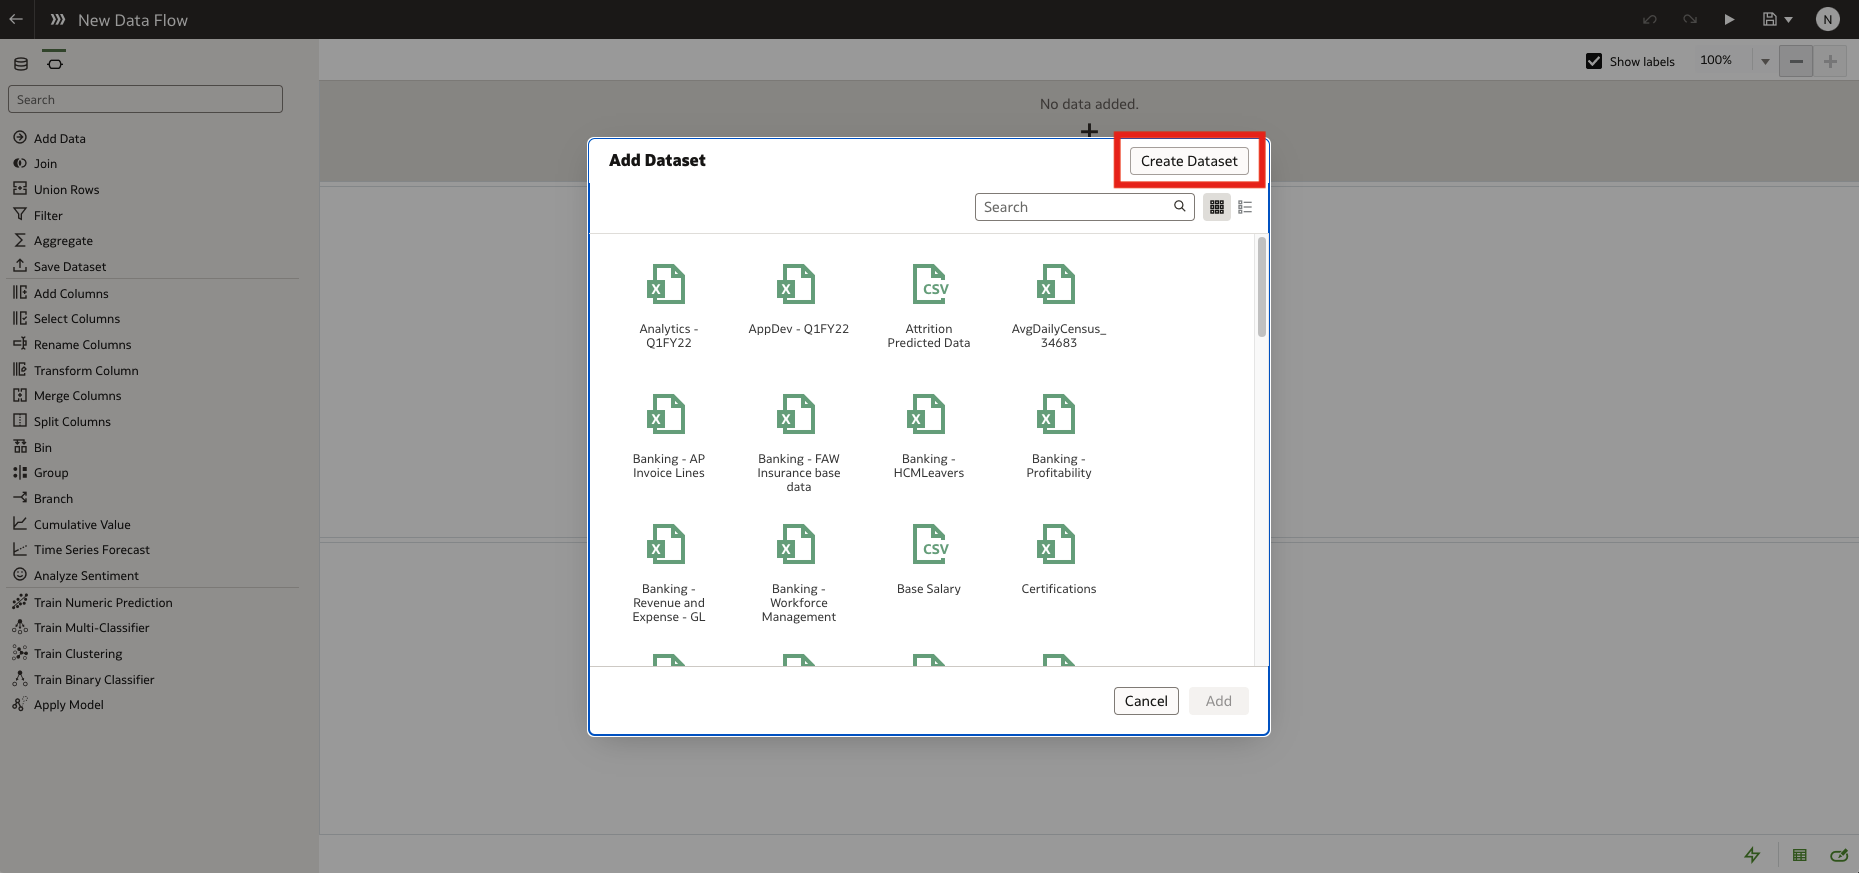 New Data Flow
N
Show labels
100%
Search
Add Data
Join
Union Rows
Filter
Aggregate
Save Dataset
Add Columns
Select Columns
Rename Columns
Transform Column
Merge Columns
Split Columns
Bin
Group
Branch
Cumulative Value
Time Series Forecast
Analyze Sentiment
Train Numeric Prediction
Train Multi-Classifier
Train Clustering
Train Binary Classifier
Apply Model
No data added.
Add Dataset
Create Dataset
Search
X
X
CSV
X
Analytics -
Q1FY22
AppDev - Q1FY22
Attrition
Predicted Data
AvgDailyCensus_
34683
X
X
X
X
Banking - AP
Invoice Lines
Banking - FAW
Insurance base
data
Banking -
HCMLeavers
Banking -
Profitability
X
X
CSV
X
Banking -
Revenue and
Expense - GL
Banking -
Workforce
Management
Base Salary
Certifications
Cancel
Add